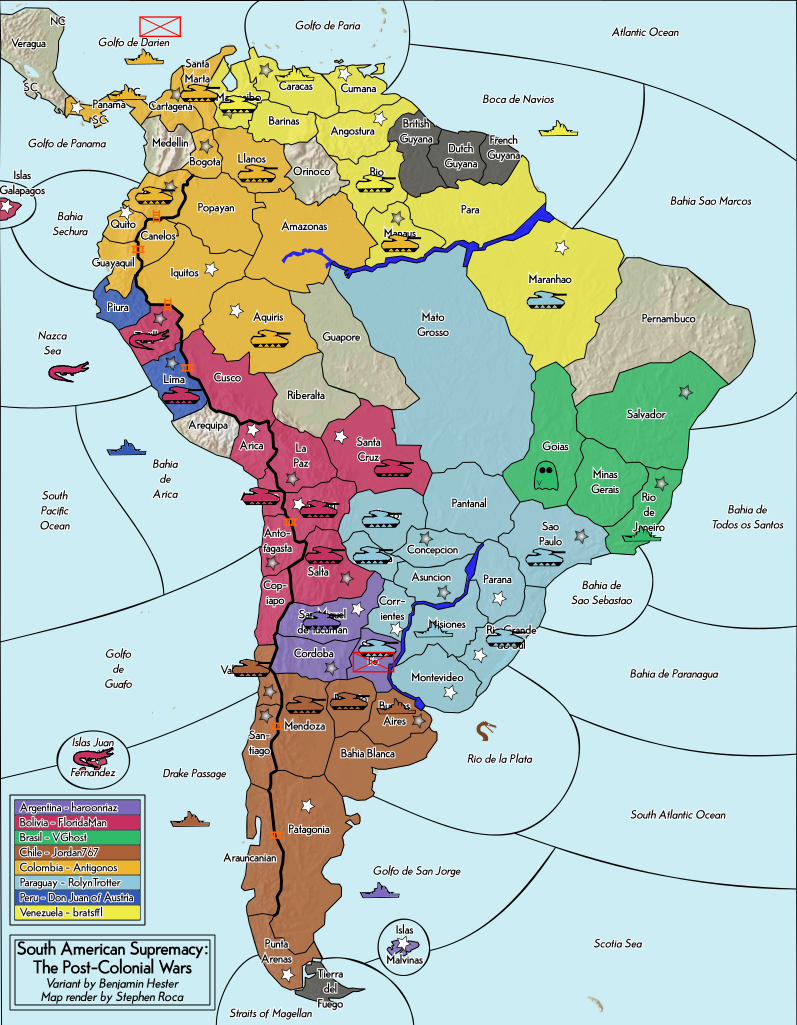 NC
Veragua
Golfo de Darien
Golfo de Paria
Atlantic Ocean
Santa
Marta
SC
Panama
SC
Cartagena
Caracas
Cumana
Boca de Navios
Barinas
Angostura
British
Guyana
Dutch
Guyana
French
Guyana
Golfo de Panama
Medellin
Bogota
Llanos
Orinoco
Rio
Islas
Galapagos
Bahia
Sechura
Quito
Popayan
Canelos
Amazonas
Manaus
Para
Bahia Sao Marcos
Guayaquil
Iquitos
Maranhao
Piura
Aquiris
Mato
Grosso
Guapore
Pernambuco
Nazca
Sea
Lima
Cusco
Riberalta
Arequipa
Arica
La
Paz
Santa
Cruz
Goias
Salvador
Bahia
de
Arica
South
Pacific
Ocean
Pantanal
Minas
Gerais
Rio
de
Janeiro
Bahia de
Todos os Santos
Anto-
fagasta
Concepcion
Sao
Paulo
Cop-
iapo
Salta
Asuncion
Parana
Bahia de
Sao Sebastao
San Miguel
de Tucuman
Corr-
ientes
Misiones
Rio Grande
do Sul
Golfo
de
Guafo
Cordoba
Montevideo
Bahia de Paranagua
San-
tiago
Mendoza
Buenos
Aires
Bahia Blanca
Rio de la Plata
Islas Juan
Fernandez
Drake Passage
South Atlantic Ocean
Patagonia
Araucanian
Golfo de San Jorge
Islas
Malvinas
Scotia Sea
Punta
Arenas
Tierra
del
Fuego
Straits of Magellan
Argentina - haroonriaz
Bolivia - FloridaMan
Brasil - VGhost
Chile - Jordan767
Colombia - Antigonos
Paraguay - RolynTrotter
Peru - Don Juan of Austria
Venezuela - bratsffl
South American Supremacy:
The Post-Colonial Wars
Variant by Benjamin Hester
Map render by Stephen Roca